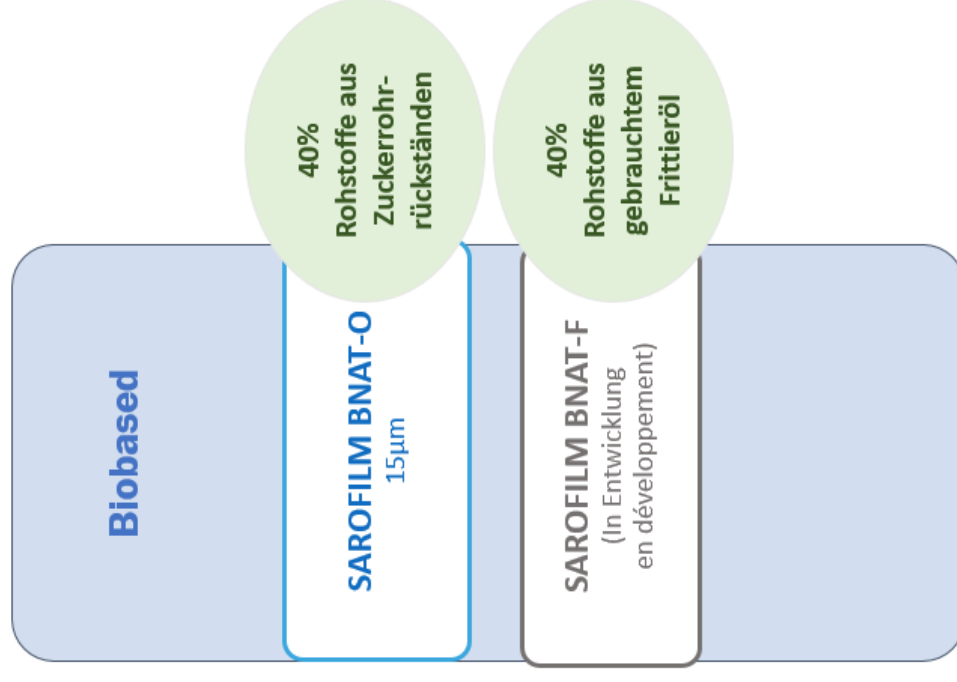 Biobased
SAROFILM BNAT-O
15µm
40%
Rohstoffe aus
Zuckerrohr-
rückständen
SAROFILM BNAT-F
(In Entwicklung
en développement)
40%
Rohstoffe aus
gebrauchtem
Frittieröl